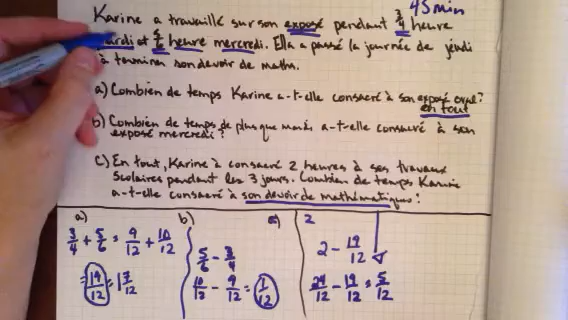 45 min
Karine a travaillé sur son exposé pendant 3/4 heure
mardi et 5/6 heure mercredi. Elle a passé la journée de jeudi
à terminer son devoir de maths.
a) Combien de temps Karine a-t-elle consacré à son exposé oral?
en tout
b) Combien de temps de plus que mardi a-t-elle consacré à son
exposé mercredi?
c) En tout, Karine à consacré 2 heures à ses travaux
scolaires pendant les 3 jours. Combien de temps Karine
a-t-elle consacré à son devoir de mathématiques?
a)
3/4 + 5/6 = 9/12 + 10/12
= 19/12 = 1 7/12
b)
5/6 - 3/4
10/12 - 9/12 = 1/12
c)
2
2 - 19/12
24/12 - 19/12 = 5/12